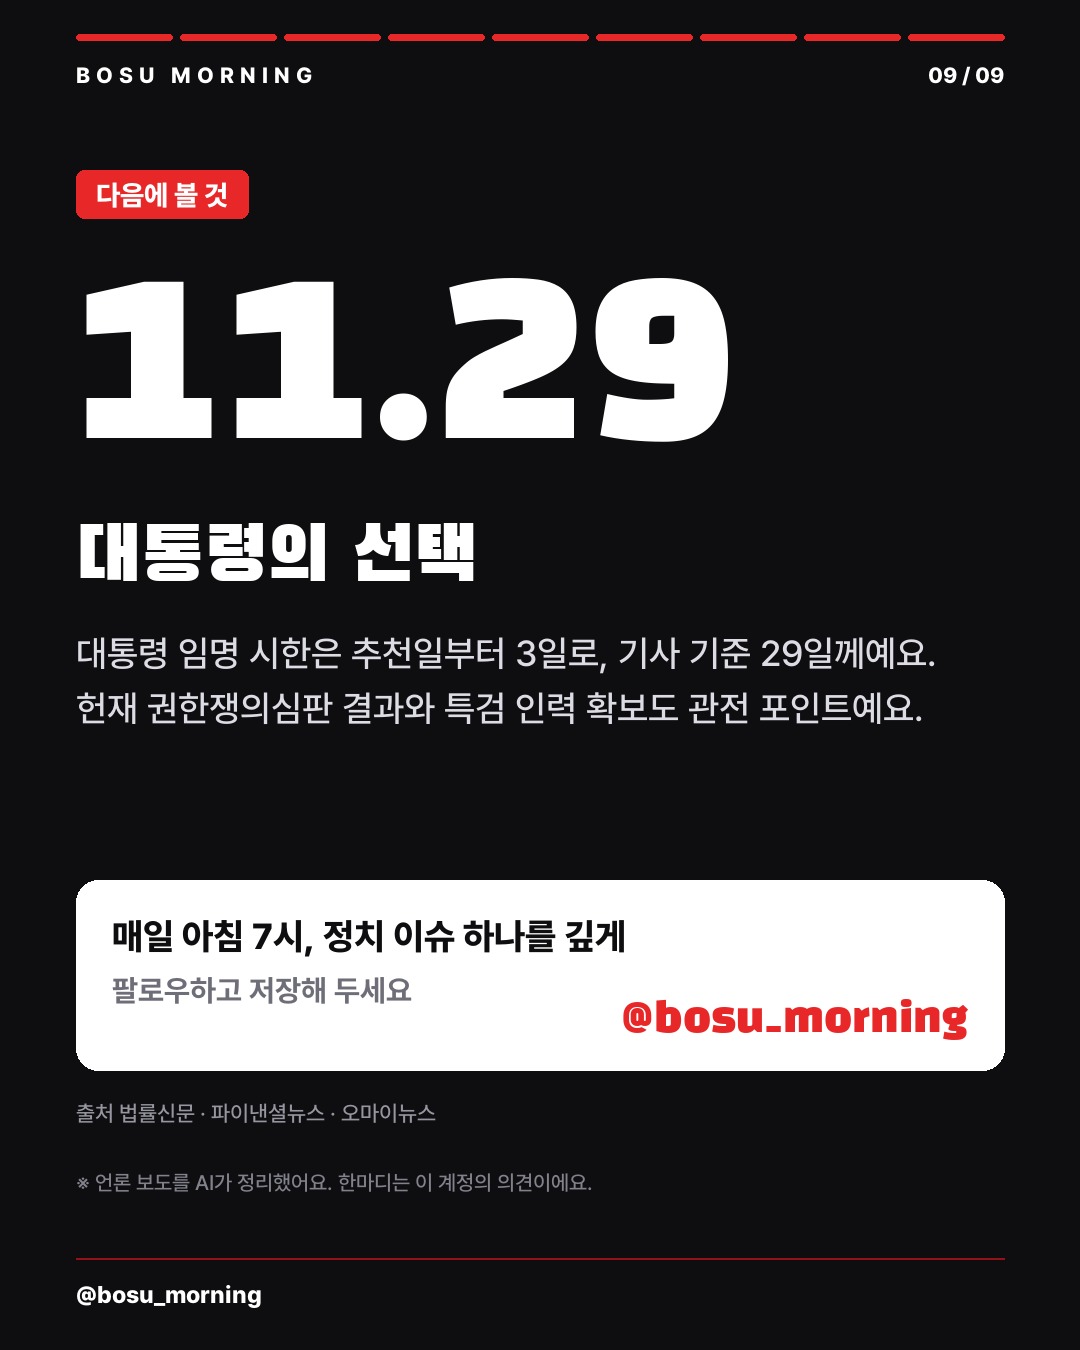 BOSU MORNING
09 / 09
다음에 볼 것
11.29
대통령의 선택
대통령 임명 시한은 추천일부터 3일로, 기사 기준 29일께예요.
헌재 권한쟁의심판 결과와 특검 인력 확보도 관전 포인트예요.
매일 아침 7시, 정치 이슈 하나를 깊게
팔로우하고 저장해 두세요
@bosu_morning
출처 법률신문 · 파이낸셜뉴스 · 오마이뉴스
※ 언론 보도를 AI가 정리했어요. 한마디는 이 계정의 의견이에요.
@bosu_morning